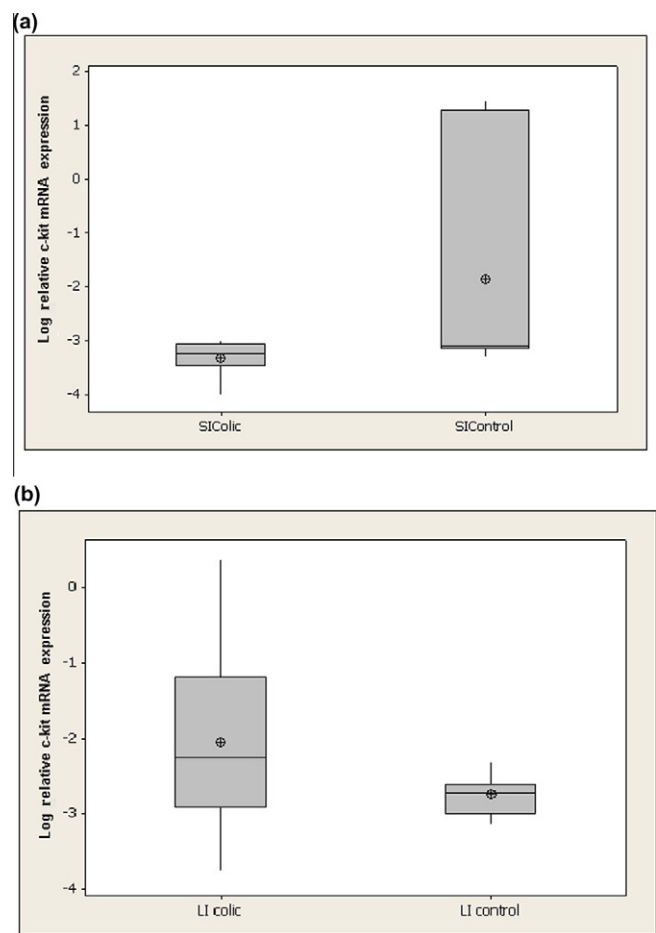 (a)
Log relative c-kit mRNA expression
2
1
0
-1
-2
-3
-4
SIColic
SIControl
(b)
Log relative c-kit mRNA expression
0
-1
-2
-3
-4
LI colic
LI control